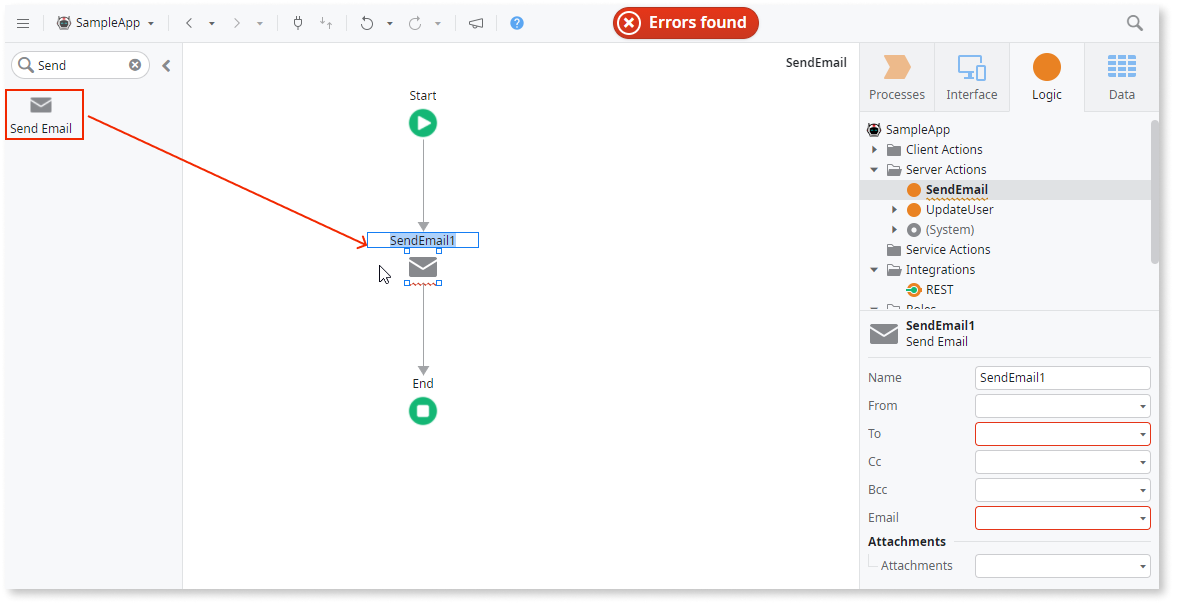 SampleApp
Errors found
Send
Send Email
SendEmail
Start
SendEmail1
End
Processes
Interface
Logic
Data
SampleApp
Client Actions
Server Actions
SendEmail
UpdateUser
(System)
Service Actions
Integrations
REST
Roles
SendEmail1
Send Email
Name SendEmail1
From
To
Cc
Bcc
Email
Attachments
Attachments